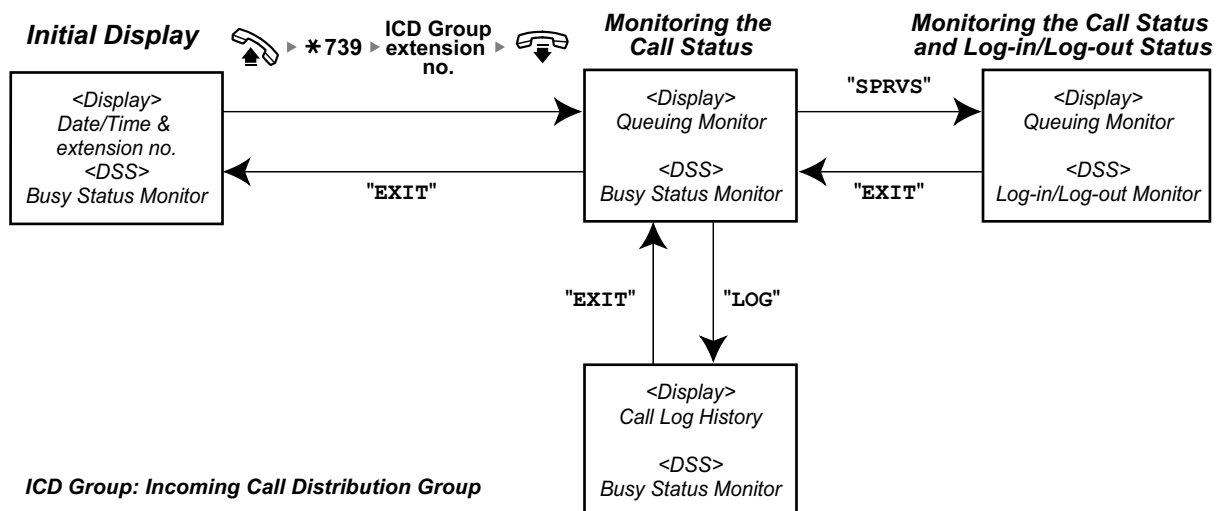 Initial Display
✱739
ICD Group
extension
no.
Monitoring the
Call Status
Monitoring the Call Status
and Log-in/Log-out Status
<Display>
Date/Time &
extension no.
<DSS>
Busy Status Monitor
"EXIT"
<Display>
Queuing Monitor
<DSS>
Busy Status Monitor
"SPRVS"
"EXIT"
<Display>
Queuing Monitor
<DSS>
Log-in/Log-out Monitor
"EXIT"
"LOG"
<Display>
Call Log History
<DSS>
Busy Status Monitor
ICD Group: Incoming Call Distribution Group